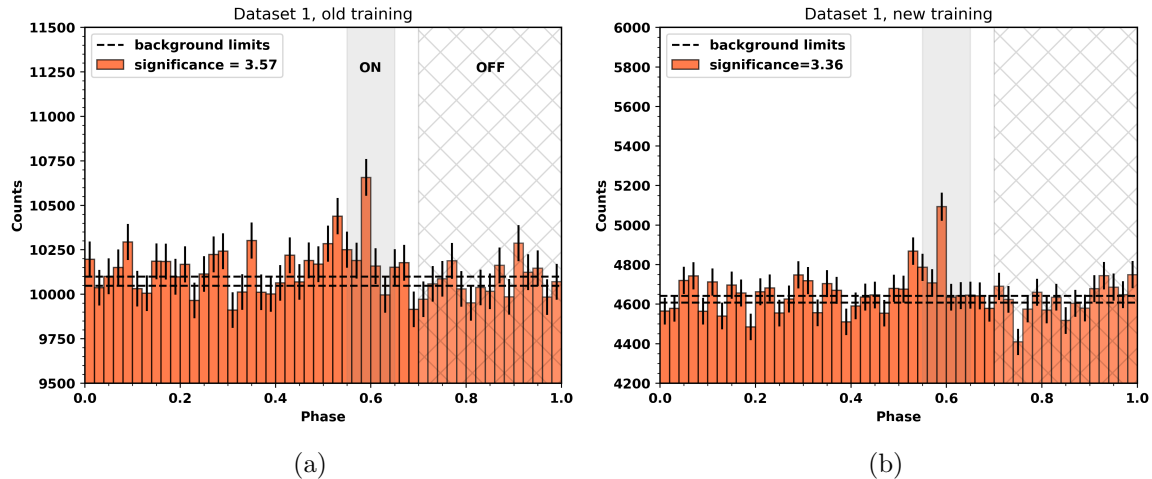 Dataset 1, old training
11500
11250
11000
10750
10500
10250
10000
9750
9500
Counts
background limits
significance = 3.57
ON
OFF
0.0 0.2 0.4 0.6 0.8 1.0
Phase
(a)
Dataset 1, new training
6000
5800
5600
5400
5200
5000
4800
4600
4400
4200
Counts
background limits
significance=3.36
0.0 0.2 0.4 0.6 0.8 1.0
Phase
(b)